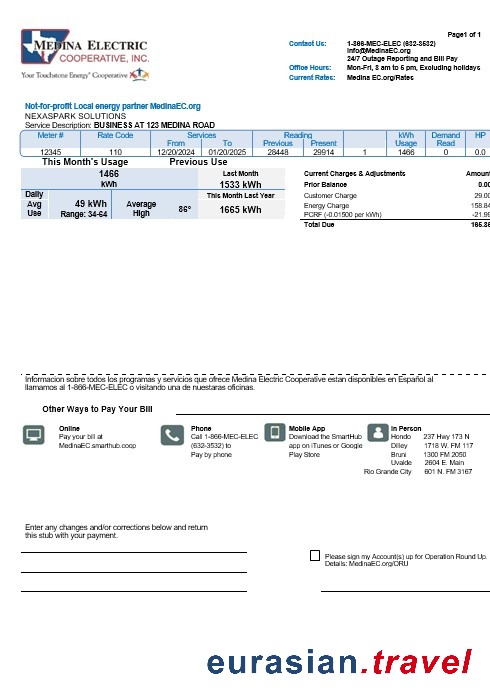 Page1 of 1
MEDINA ELECTRIC
COOPERATIVE, INC.
Your Touchstone Energy® Cooperative
Contact Us: 1-866-MEC-ELEC (632-3532)
info@MedinaEC.org
24/7 Outage Reporting and Bill Pay
Office Hours: Mon-Fri, 8 am to 5 pm, Excluding holidays
Current Rates: Medina EC.org/Rates
Not-for-profit Local energy partner MedinaEC.org
NEXASPARK SOLUTIONS
Service Description: BUSINESS AT 123 MEDINA ROAD
Meter # Rate Code Services Reading kWh Demand HP
From To Previous Present Usage Read
12345 110 12/20/2024 01/20/2025 28448 29914 1 1466 0 0.0
This Month's Usage Previous Use
1466 kWh
Last Month
1533 kWh
Daily Avg Use
49 kWh
Range: 34-64
Average High
86°
This Month Last Year
1665 kWh
Current Charges & Adjustments Amoun
Prior Balance 0.00
Customer Charge 29.00
Energy Charge 158.84
PCRF (-0.01500 per kWh) -21.99
Total Due 165.8
Informacion sobre todos los programas y servicios que ofrece Medina Electric Cooperative estan disponibles en Español al
llamarnos al 1-866-MEC-ELEC o visitando una de nuestaras oficinas.
Other Ways to Pay Your Bill
Online
Pay your bill at
MedinaEC.smarthub.coop
Phone
Call 1-866-MEC-ELEC
(632-3532) to
Pay by phone
Mobile App
Download the SmartHub
app on iTunes or Google
Play Store
In Person
Hondo 237 Hwy 173 N
Dilley 1718 W. FM 117
Bruni 1300 FM 2050
Uvalde 2604 E. Main
Rio Grande City 601 N. FM 3167
Enter any changes and/or corrections below and return
this stub with your payment.
Please sign my Account(s) up for Operation Round Up.
Details: MedinaEC.org/ORU
eurasian.travel